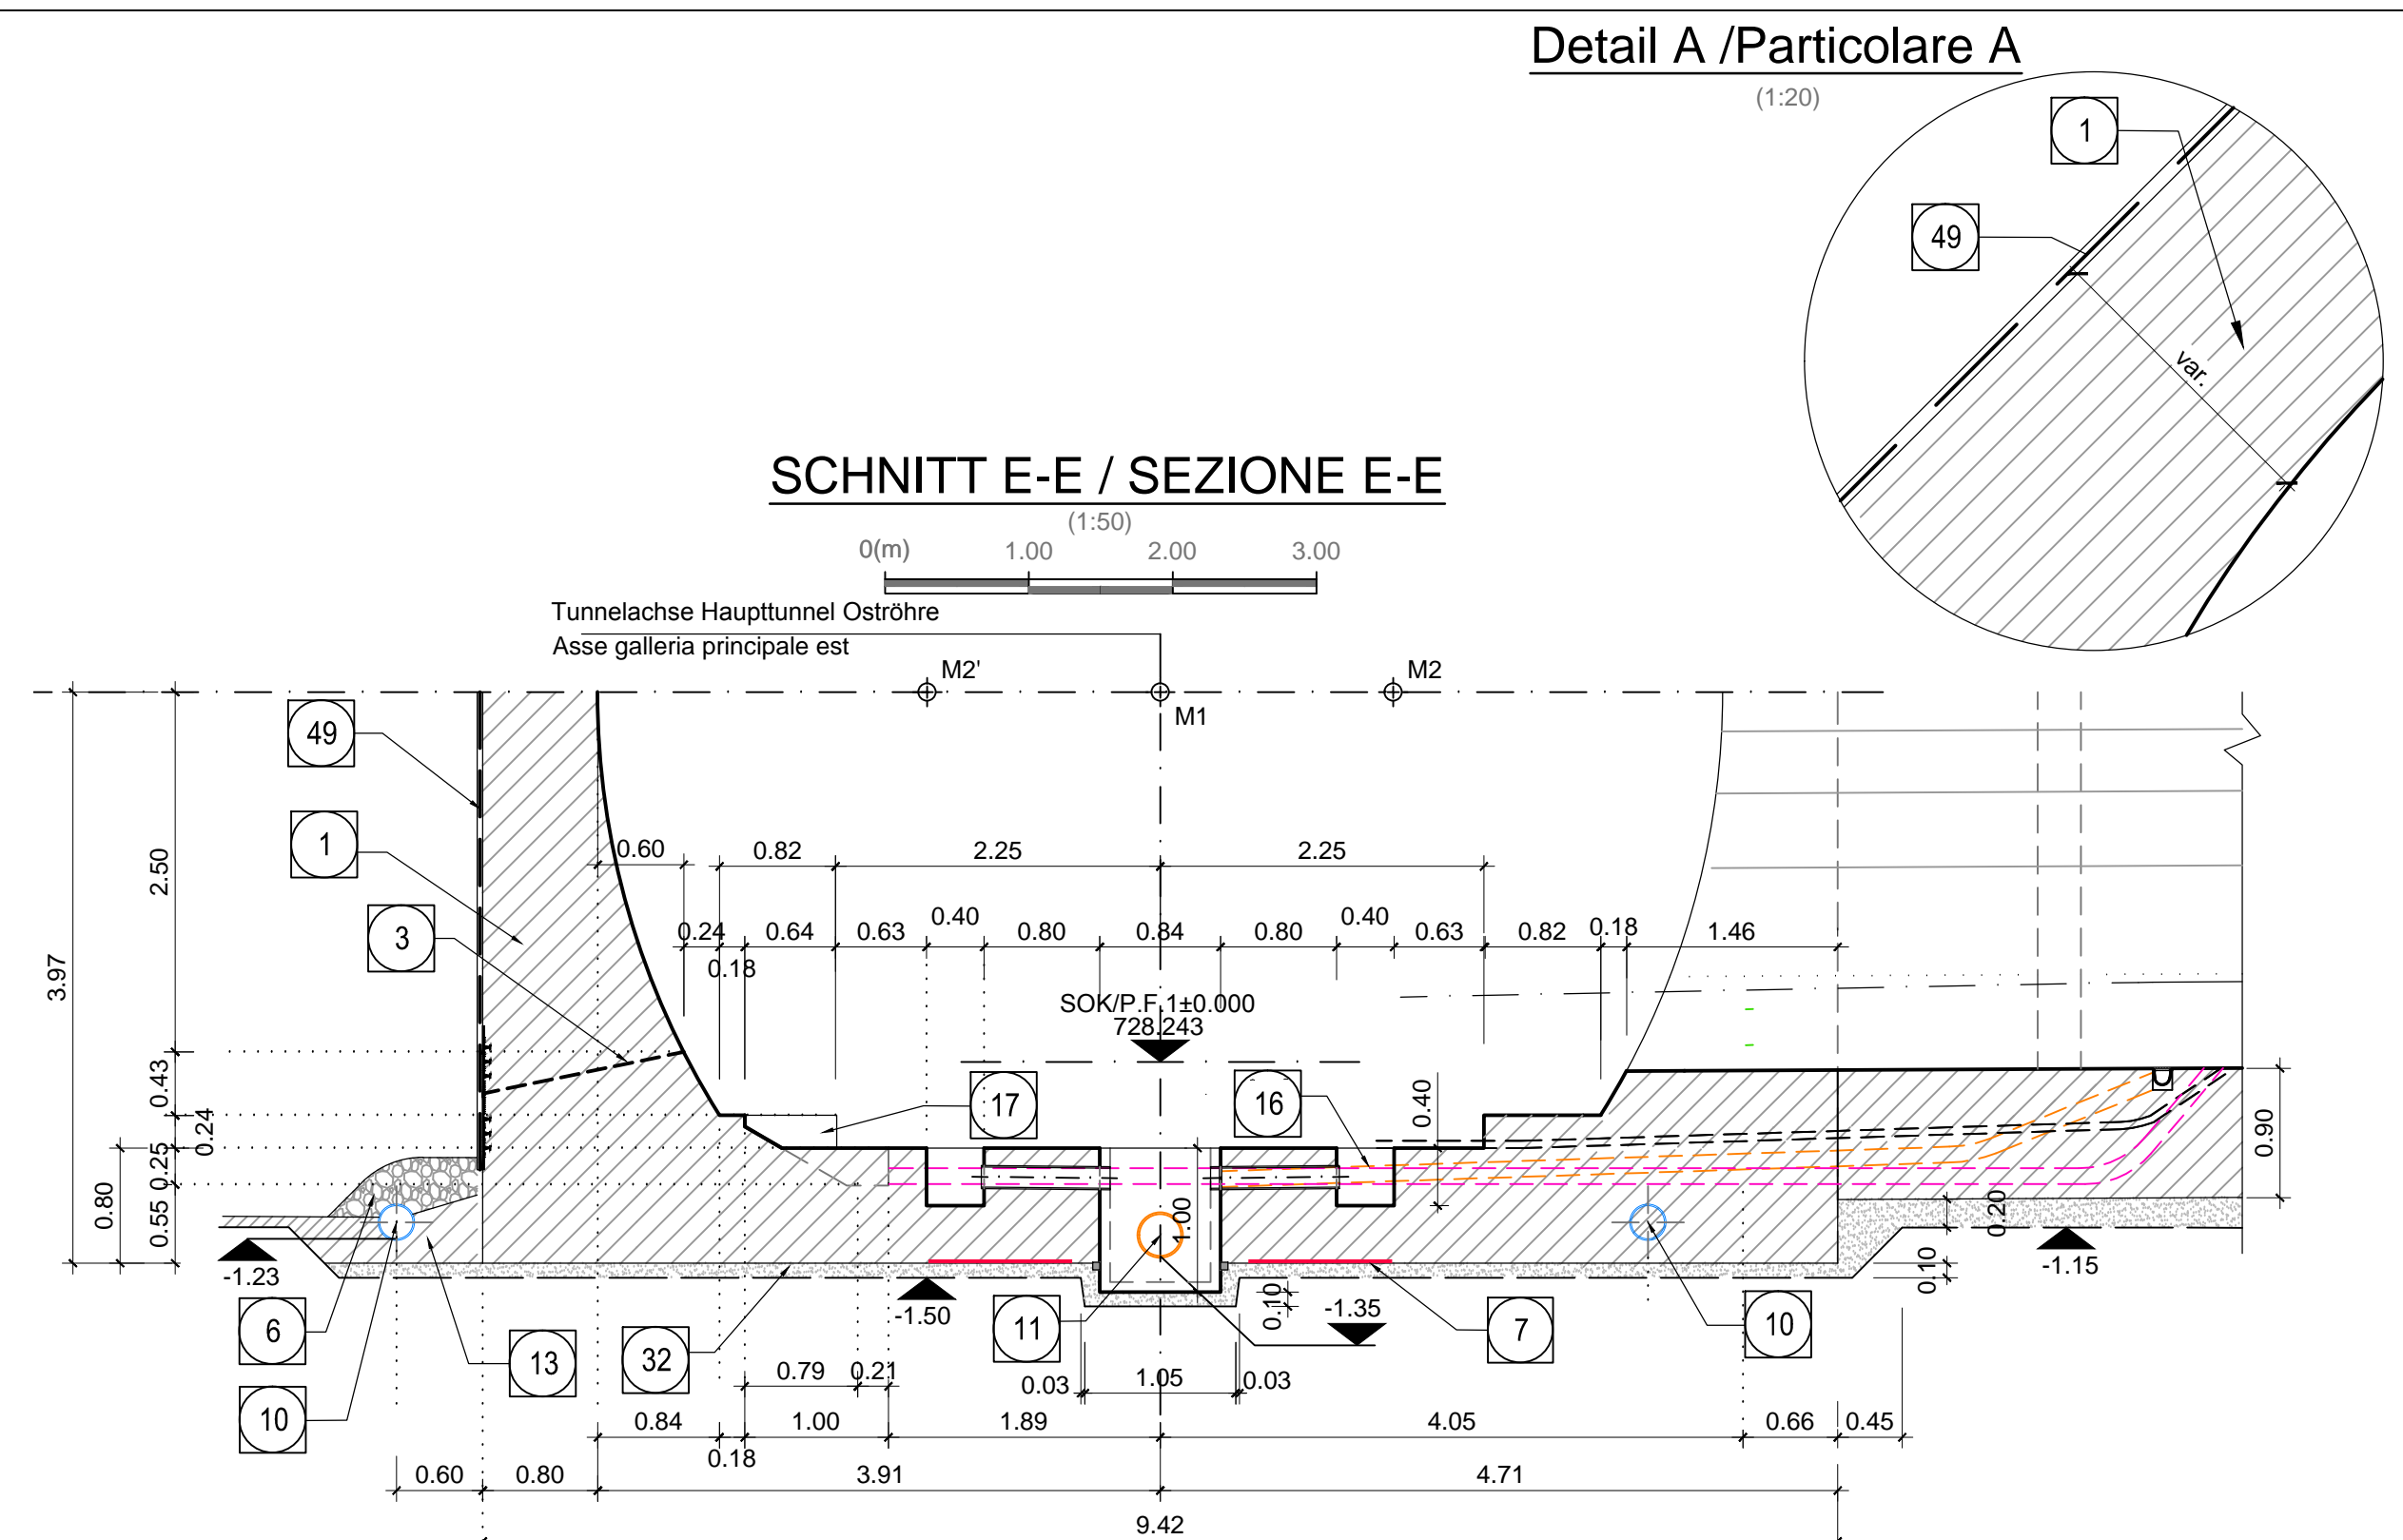 Detail A /Particolare A
(1:20)
1
49
var.
SCHNITT E-E / SEZIONE E-E
(1:50)
0(m) 1.00 2.00 3.00
Tunnelachse Haupttunnel Oströhre
Asse galleria principale est
M2' M2
M1
49
1
3
2.50
3.97
0.43
0.24
0.25
0.80
0.55
0.60 0.82 2.25 2.25
0.24 0.64 0.63 0.40 0.80 0.84 0.80 0.40 0.63 0.82 0.18 1.46
0.18
SOK/P.F.1±0.000
728.243
17
16
0.40
0.90
1.00
0.20
0.10
-1.23
-1.50
0.10
-1.35
-1.15
6
13
32
11
7
10
10
0.79 0.21
0.03 1.05 0.03
0.84 1.00 1.89 4.05 0.66 0.45
0.18
0.60 0.80 3.91 4.71
9.42